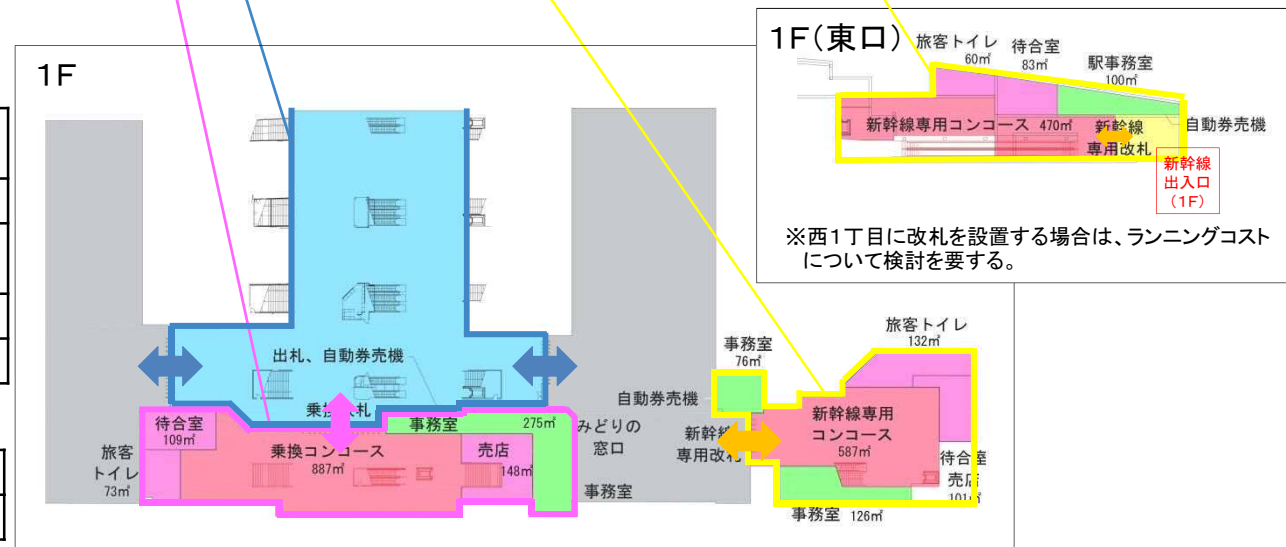 1F
出札、自動券売機
乗換改札
待合室
109㎡
旅客
トイレ
73㎡
乗換コンコース
887㎡
事務室
275㎡
売店
148㎡
みどりの
窓口
事務室
事務室
76㎡
自動券売機
新幹線
専用改札
新幹線専用
コンコース
587㎡
旅客トイレ
132㎡
待合室
売店
101㎡
事務室 126㎡
1F(東口)
旅客トイレ
60㎡
待合室
83㎡
駅事務室
100㎡
新幹線専用コンコース 470㎡
新幹線
専用改札
自動券売機
新幹線
出入口
(1F)
※西1丁目に改札を設置する場合は、ランニングコスト
について検討を要する。